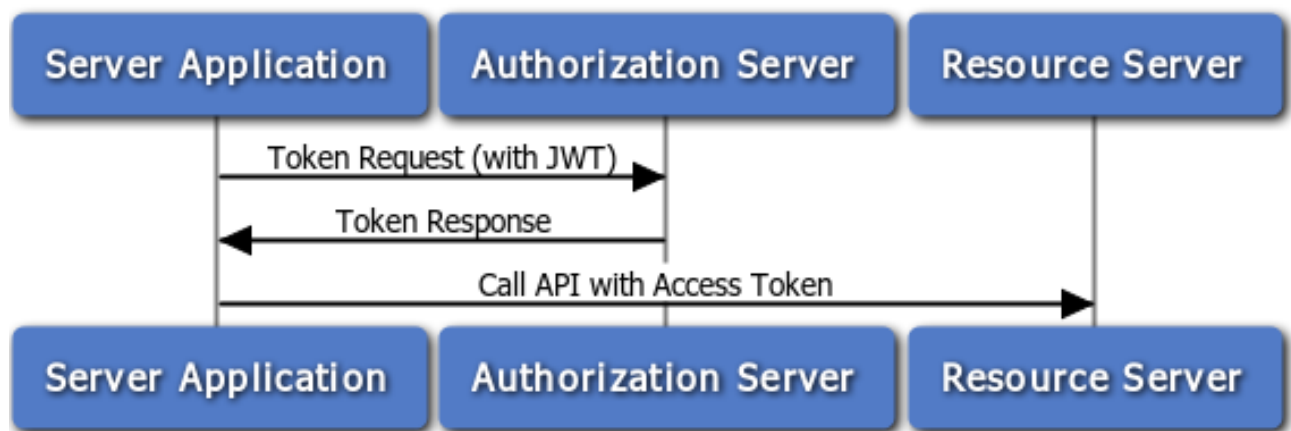 Server Application
Authorization Server
Resource Server
Token Request (with JWT)
Token Response
Call API with Access Token
Server Application
Authorization Server
Resource Server